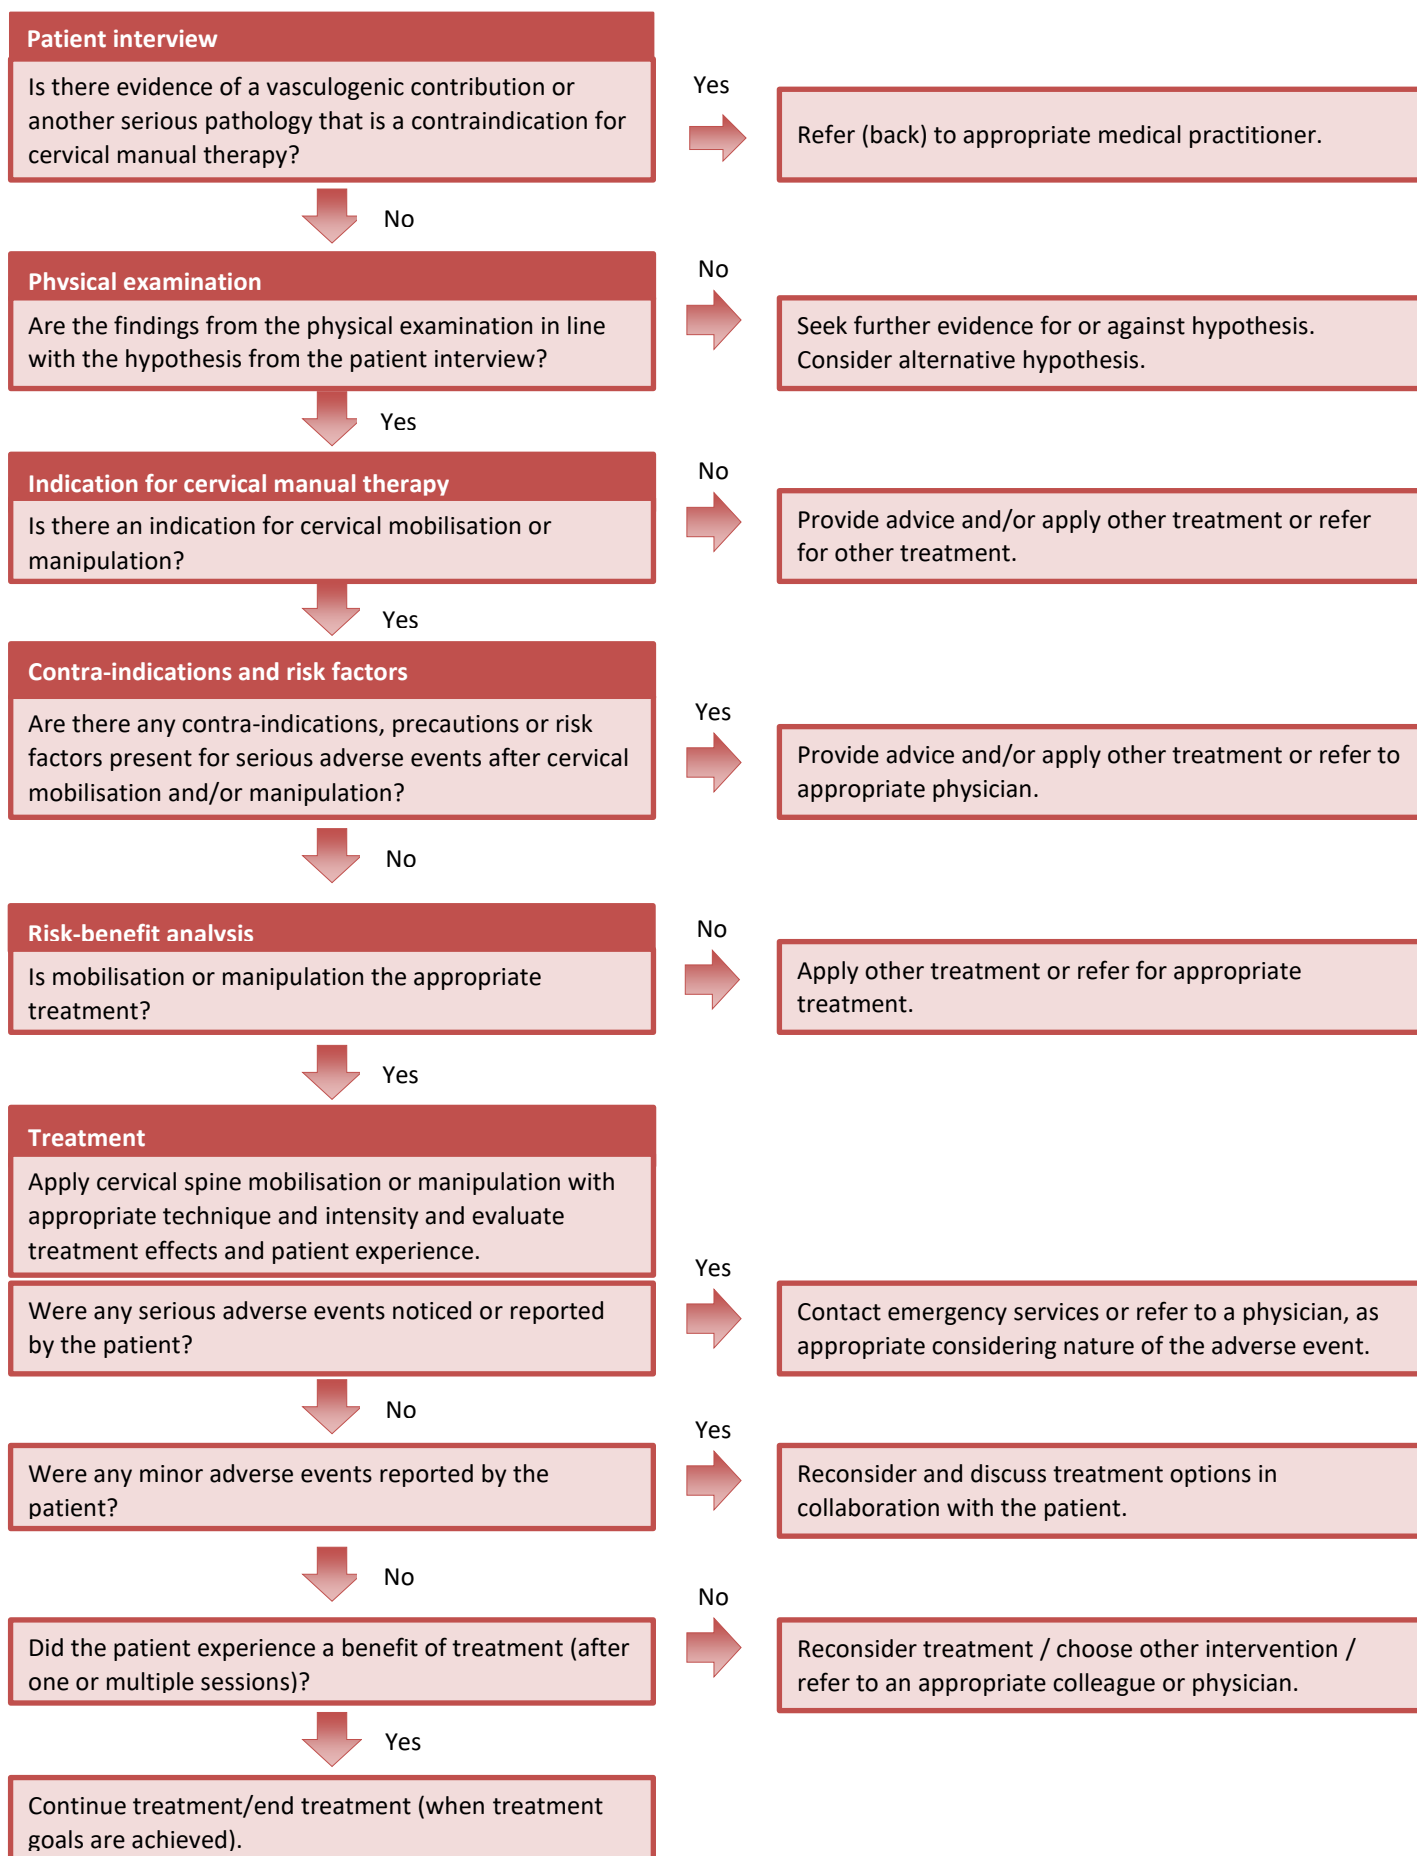 Patient interview
Is there evidence of a vasculogenic contribution or
another serious pathology that is a contraindication for
cervical manual therapy?
Yes
Refer (back) to appropriate medical practitioner.
No
Physical examination
Are the findings from the physical examination in line
with the hypothesis from the patient interview?
No
Seek further evidence for or against hypothesis.
Consider alternative hypothesis.
Yes
Indication for cervical manual therapy
Is there an indication for cervical mobilisation or
manipulation?
No
Provide advice and/or apply other treatment or refer
for other treatment.
Yes
Contra-indications and risk factors
Are there any contra-indications, precautions or risk
factors present for serious adverse events after cervical
mobilisation and/or manipulation?
Yes
Provide advice and/or apply other treatment or refer to
appropriate physician.
No
Risk-benefit analysis
Is mobilisation or manipulation the appropriate
treatment?
No
Apply other treatment or refer for appropriate
treatment.
Yes
Treatment
Apply cervical spine mobilisation or manipulation with
appropriate technique and intensity and evaluate
treatment effects and patient experience.
Were any serious adverse events noticed or reported
by the patient?
Yes
Contact emergency services or refer to a physician, as
appropriate considering nature of the adverse event.
No
Were any minor adverse events reported by the
patient?
Yes
Reconsider and discuss treatment options in
collaboration with the patient.
No
Did the patient experience a benefit of treatment (after
one or multiple sessions)?
No
Reconsider treatment / choose other intervention /
refer to an appropriate colleague or physician.
Yes
Continue treatment/end treatment (when treatment
goals are achieved).